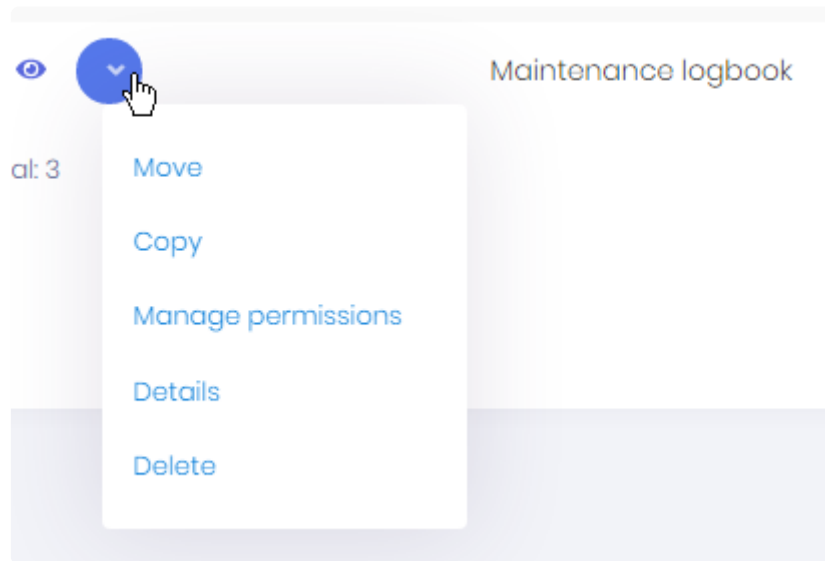 Maintenance logbook
al: 3
Move
Copy
Manage permissions
Details
Delete